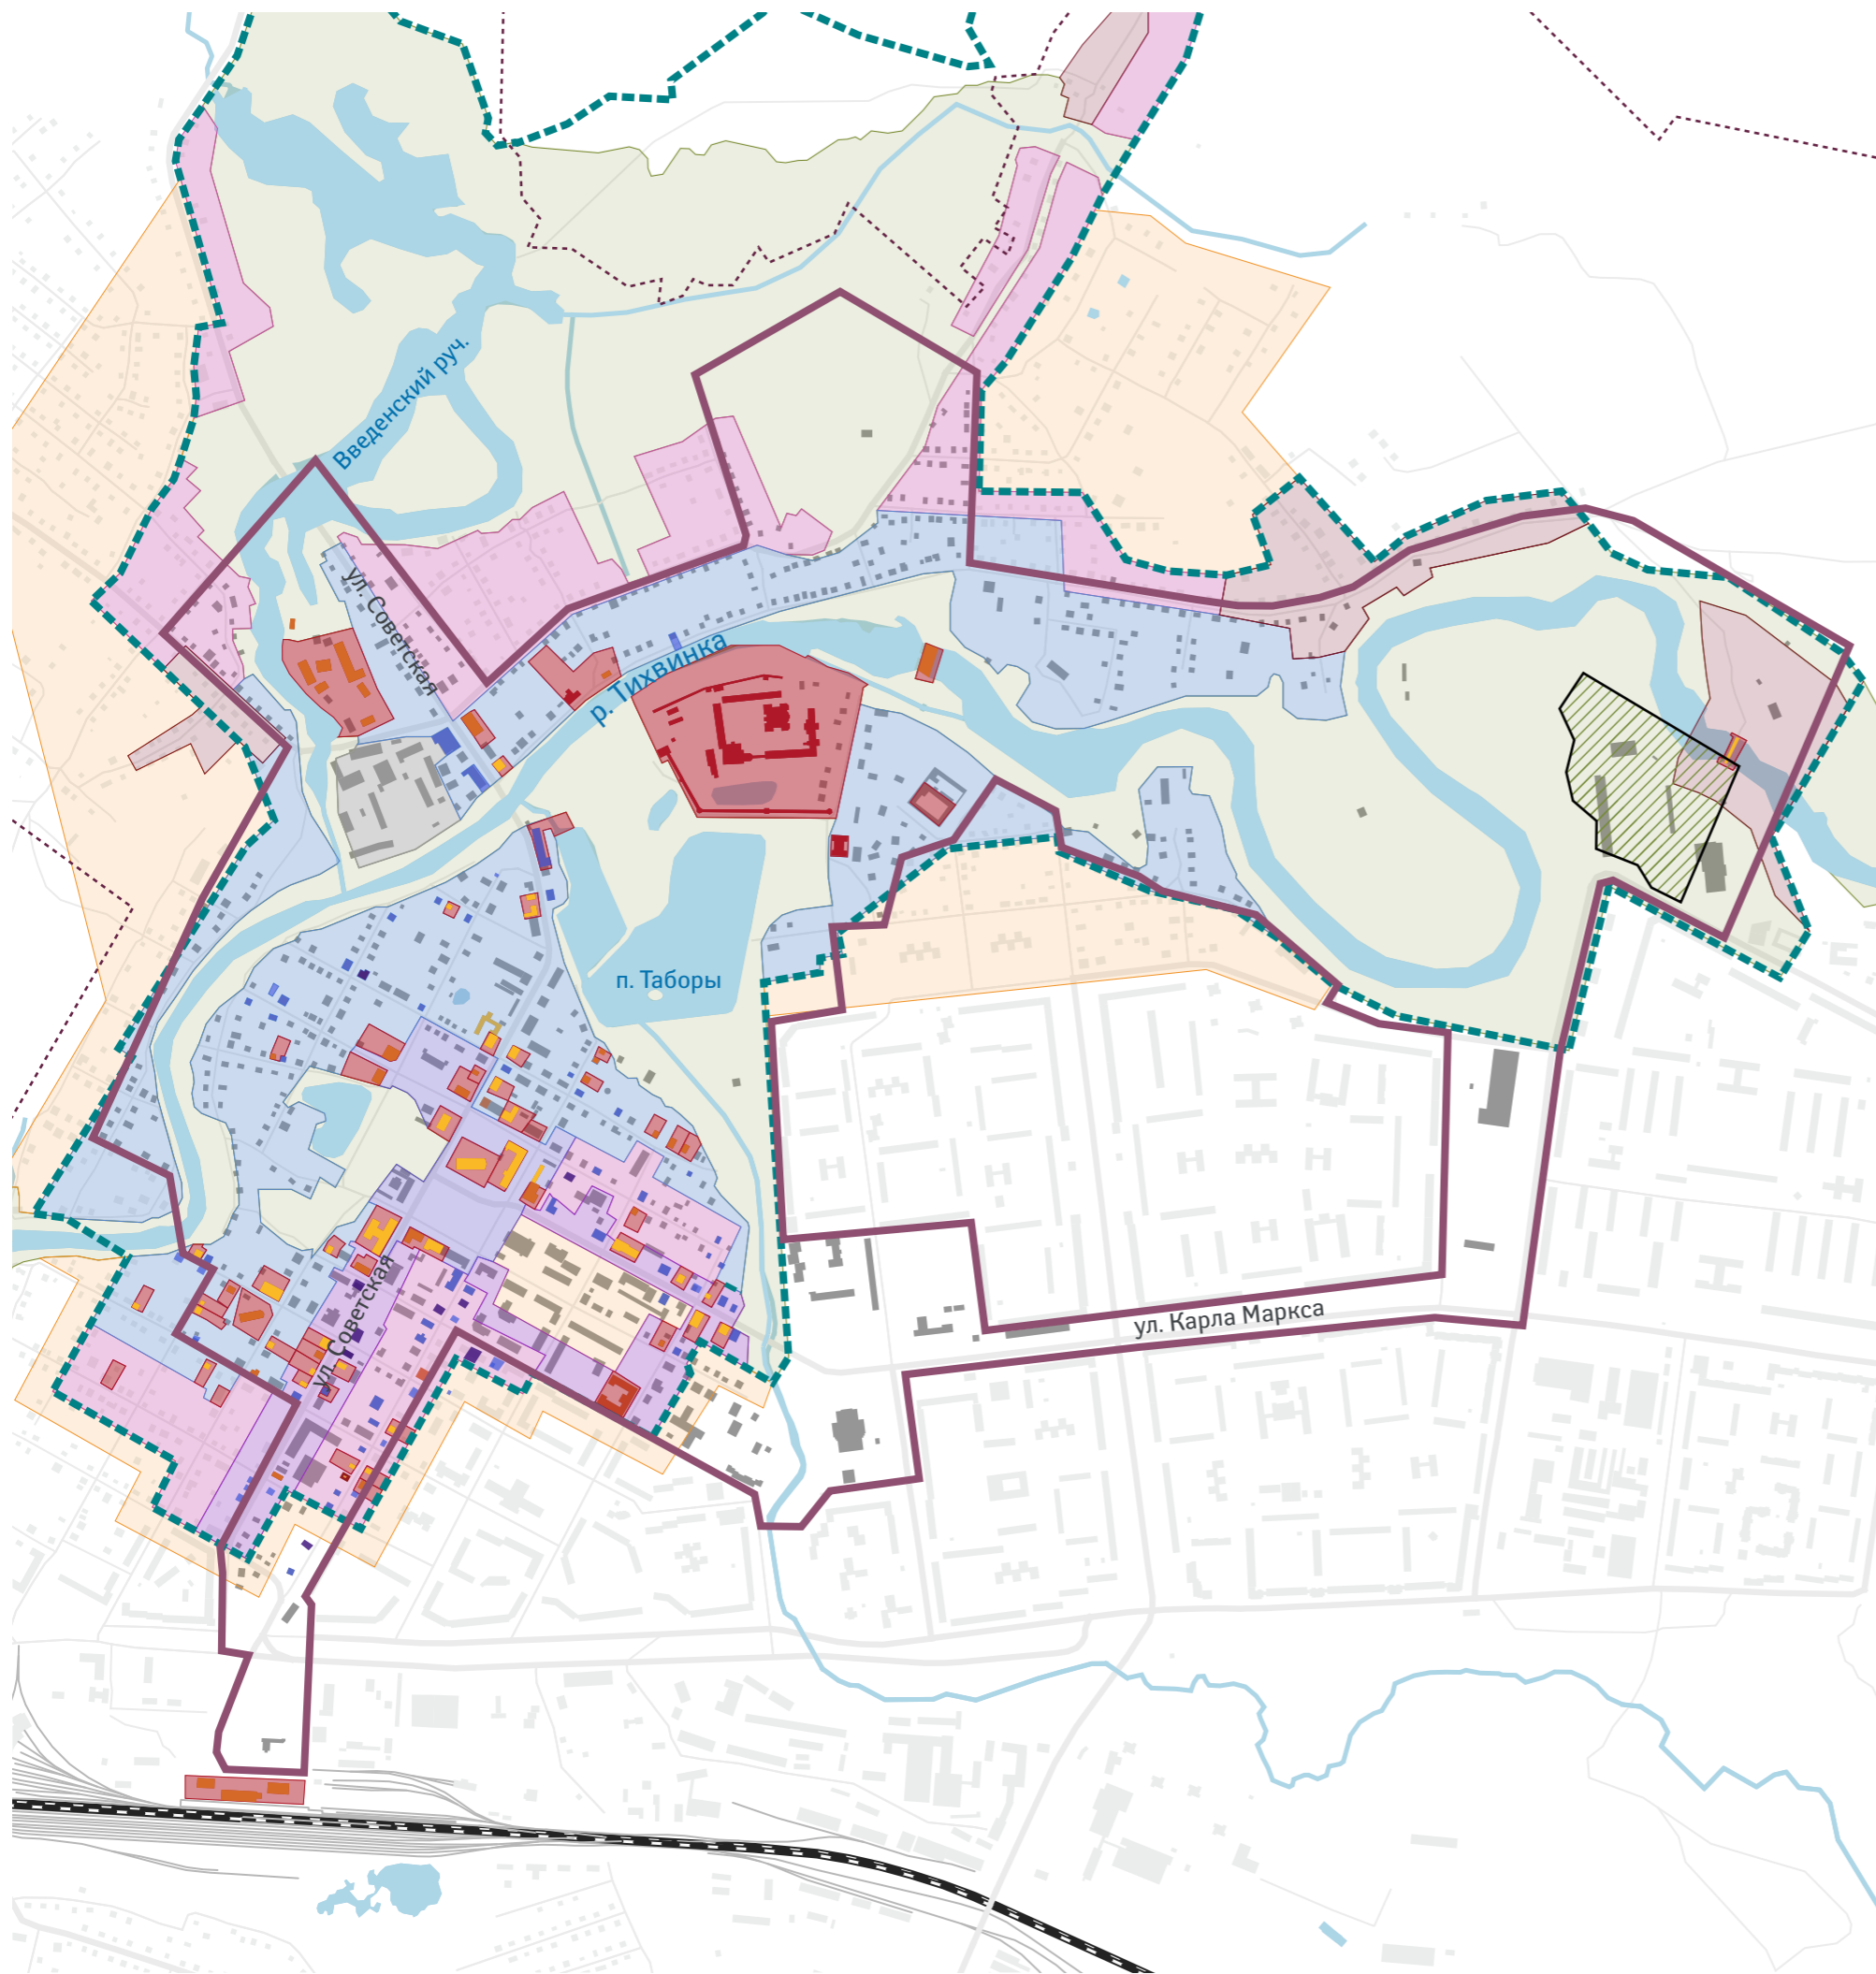 Введенский руч.
ул. Советская
р. Тихвинка
п. Таборы
ул. Советская
ул. Карла Маркса